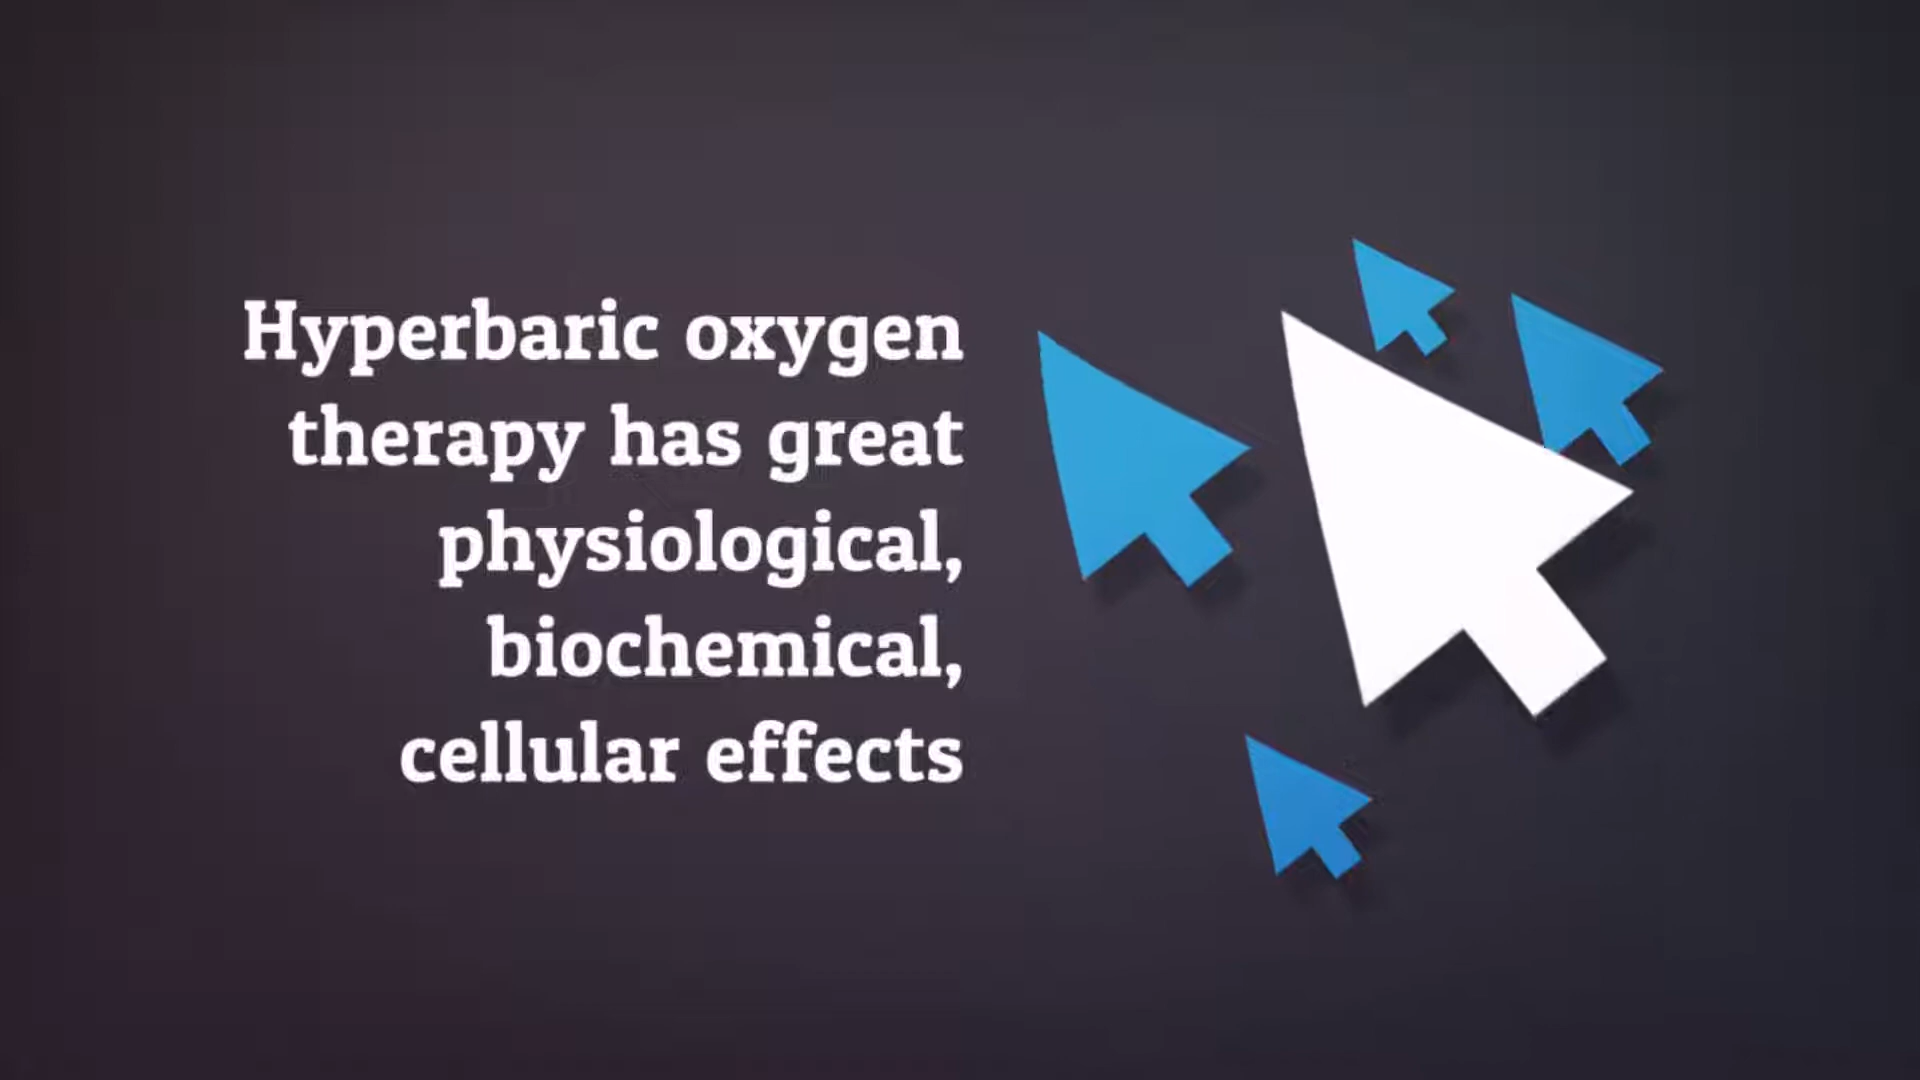 Hyperbaric oxygen
therapy has great
physiological,
biochemical,
cellular effects